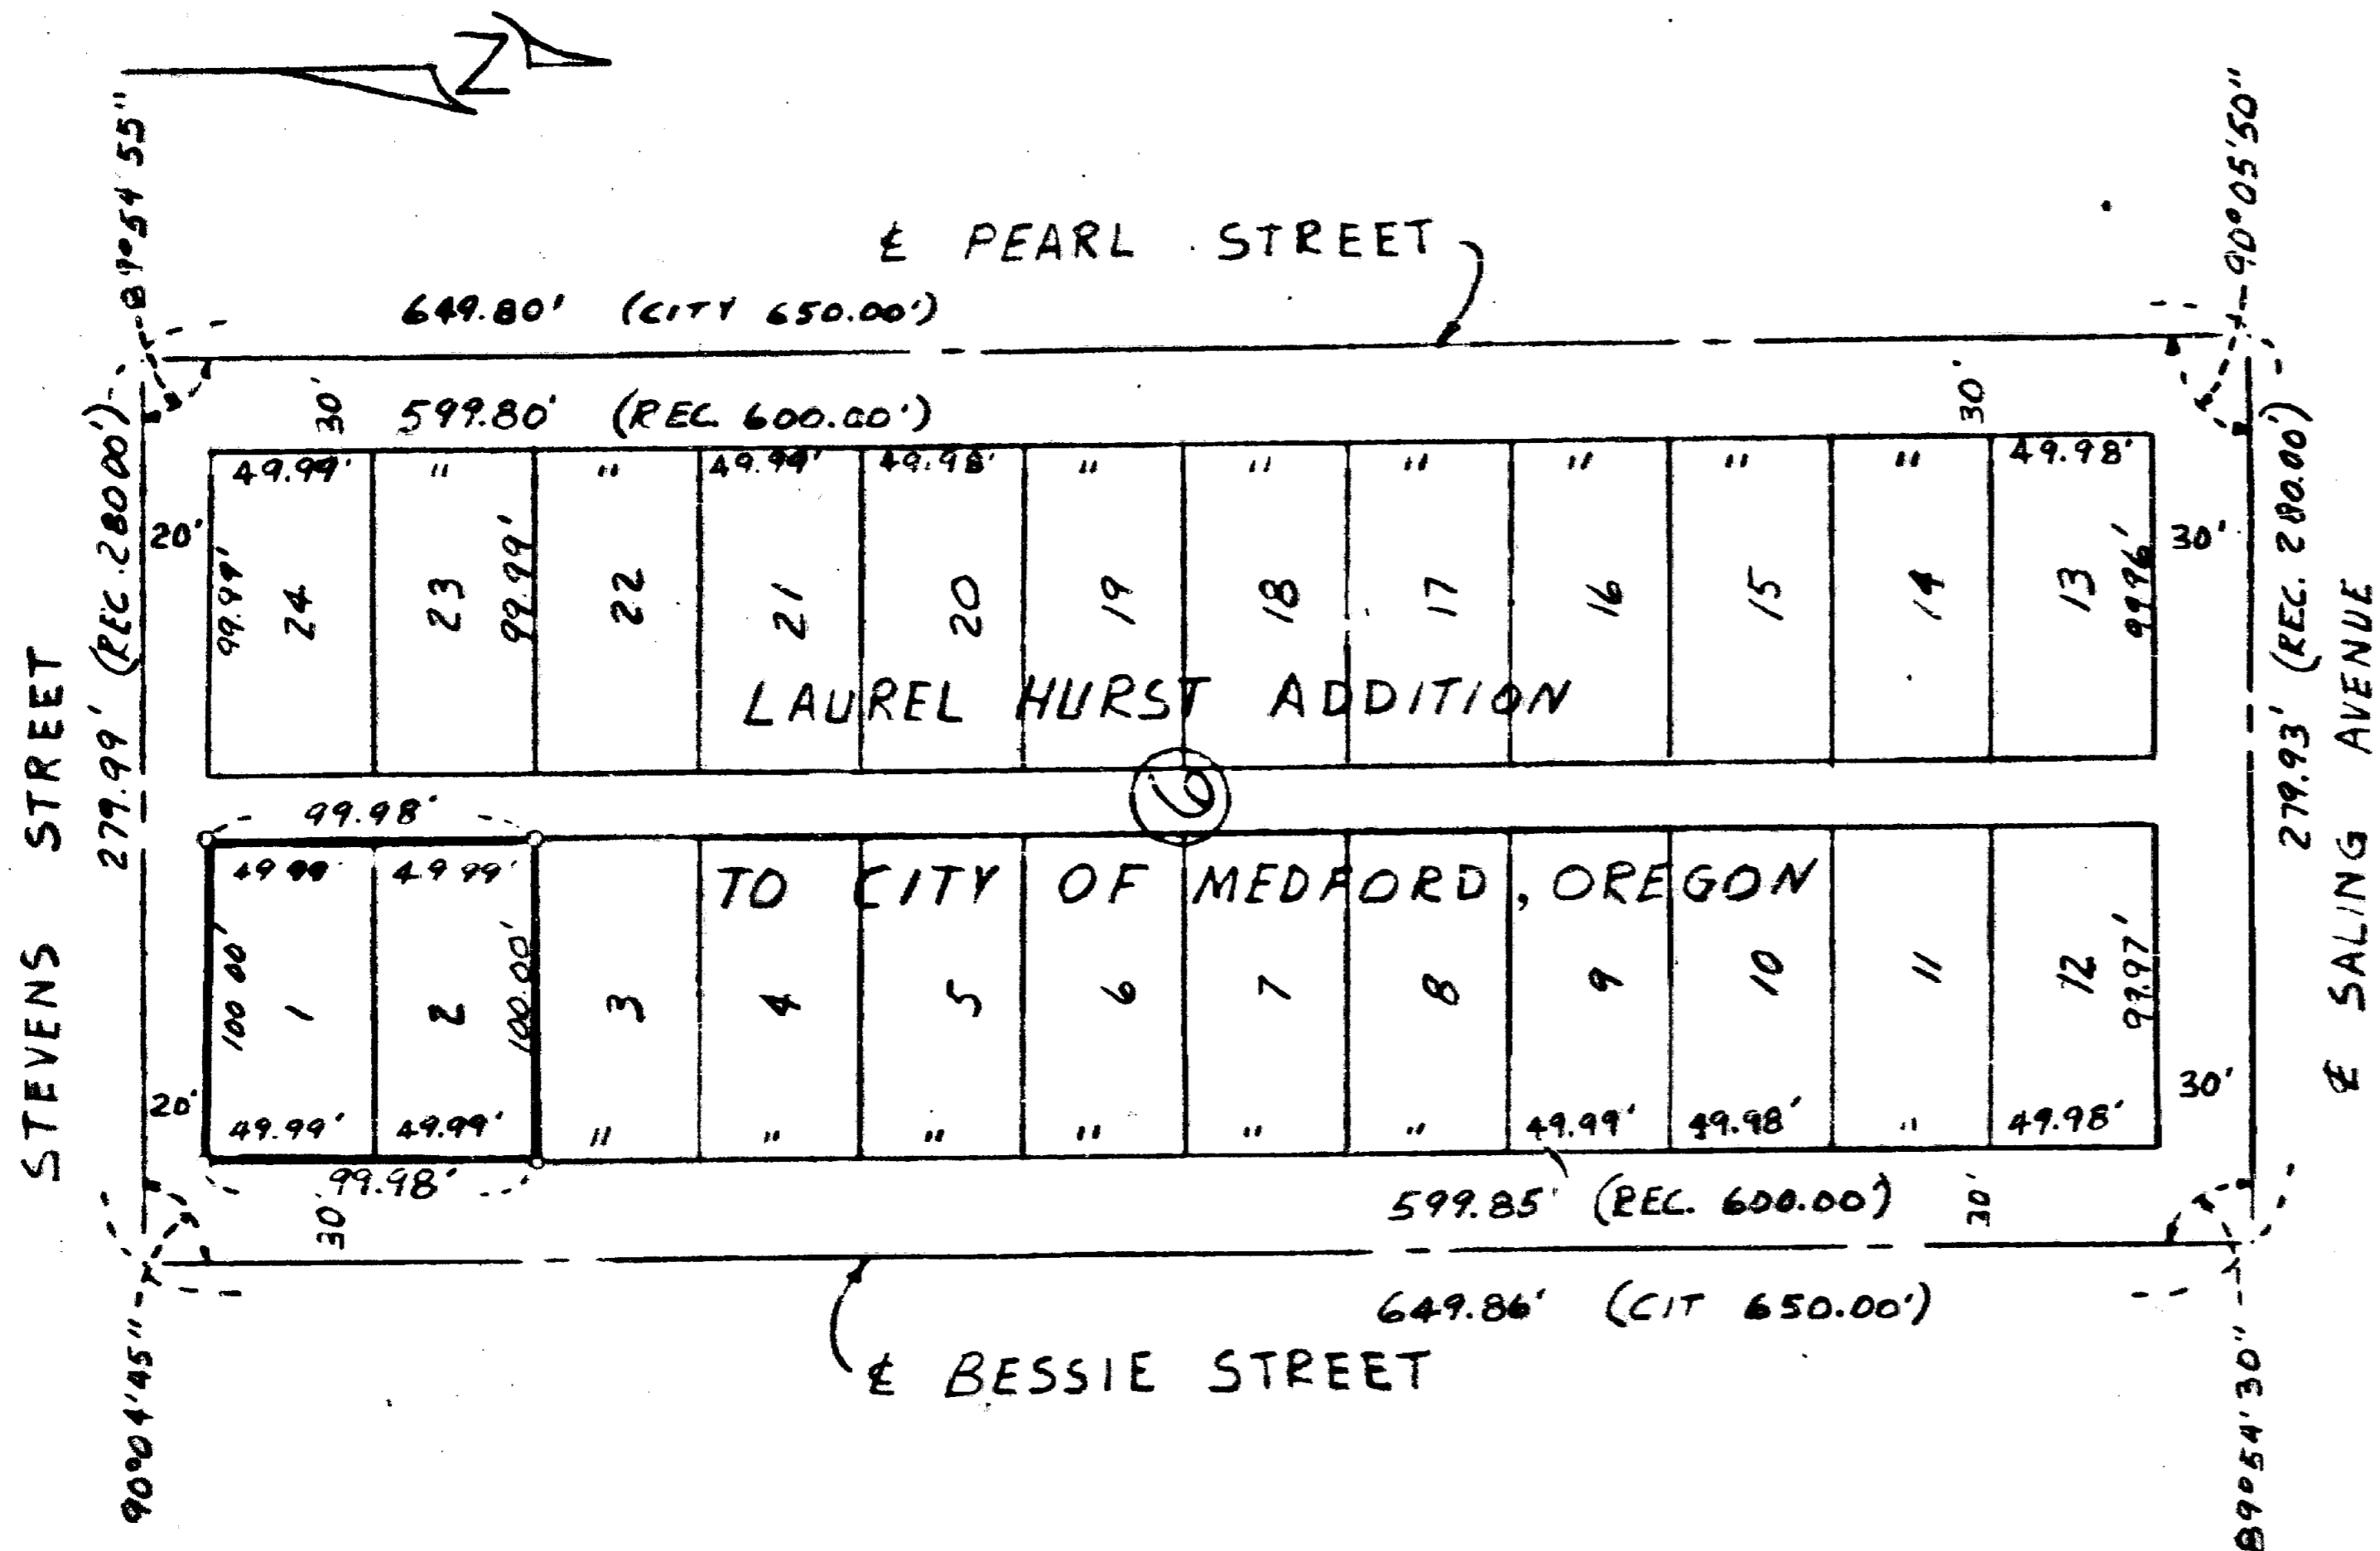 N
89°54'55"
90°05'50"
℄ PEARL STREET
649.80' (CITY 650.00')
30'
599.80' (REC. 600.00')
30'
49.99' " " 49.99' 49.98' " " " " " " 49.98'
20'
99.99'
24 23
99.99'
22 21 20 19 18 17 16 15 14 13
99.96'
30'
LAUREL HURST ADDITION
6
99.98'
49.99' 49.99'
TO CITY OF MEDFORD, OREGON
100.00'
1 2
100.00'
3 4 5 6 7 8 9 10 11 12
99.97'
20'
30'
49.99' 49.99' " " " " " " 49.99' 49.98' " 49.98'
99.98'
30'
599.85' (REC. 600.00')
30'
649.86' (CIT 650.00')
℄ BESSIE STREET
STEVENS STREET
279.99' (REC. 280.00')
279.93' (REC. 280.00')
℄ SALING AVENUE
90°04'45"
89°54'30"